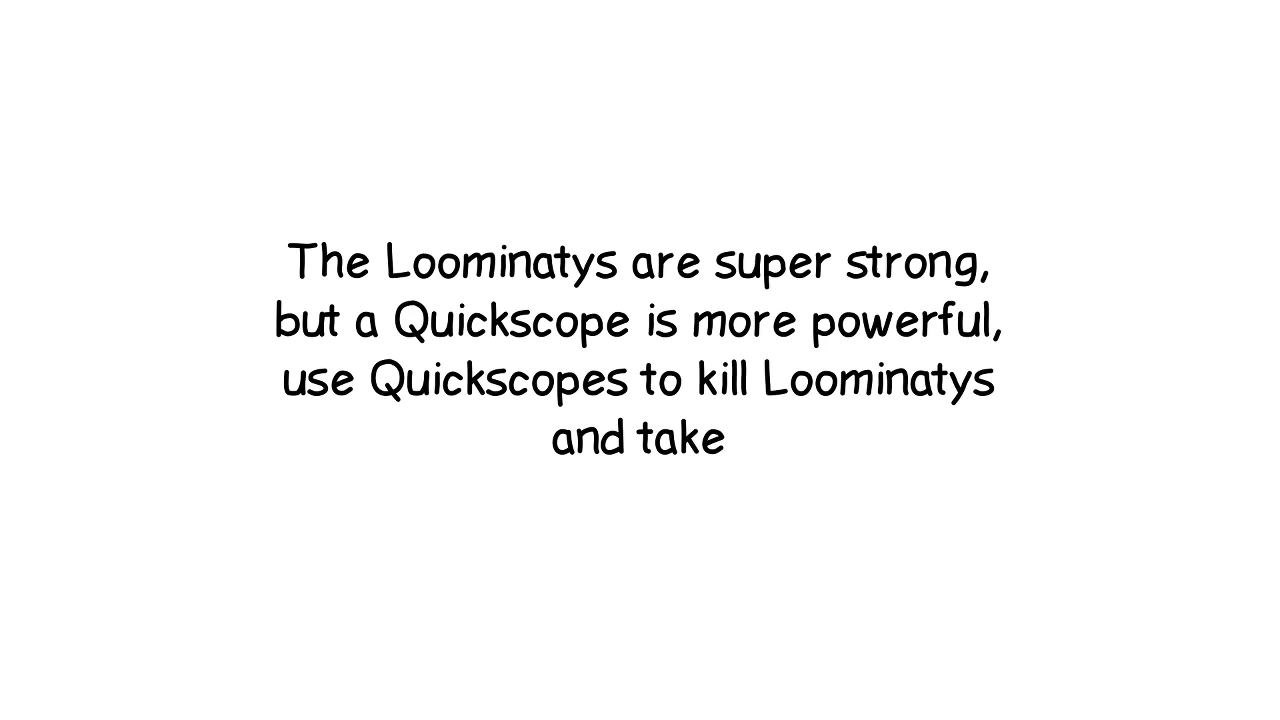 The Loominatys are super strong,
but a Quickscope is more powerful,
use Quickscopes to kill Loominatys
and take